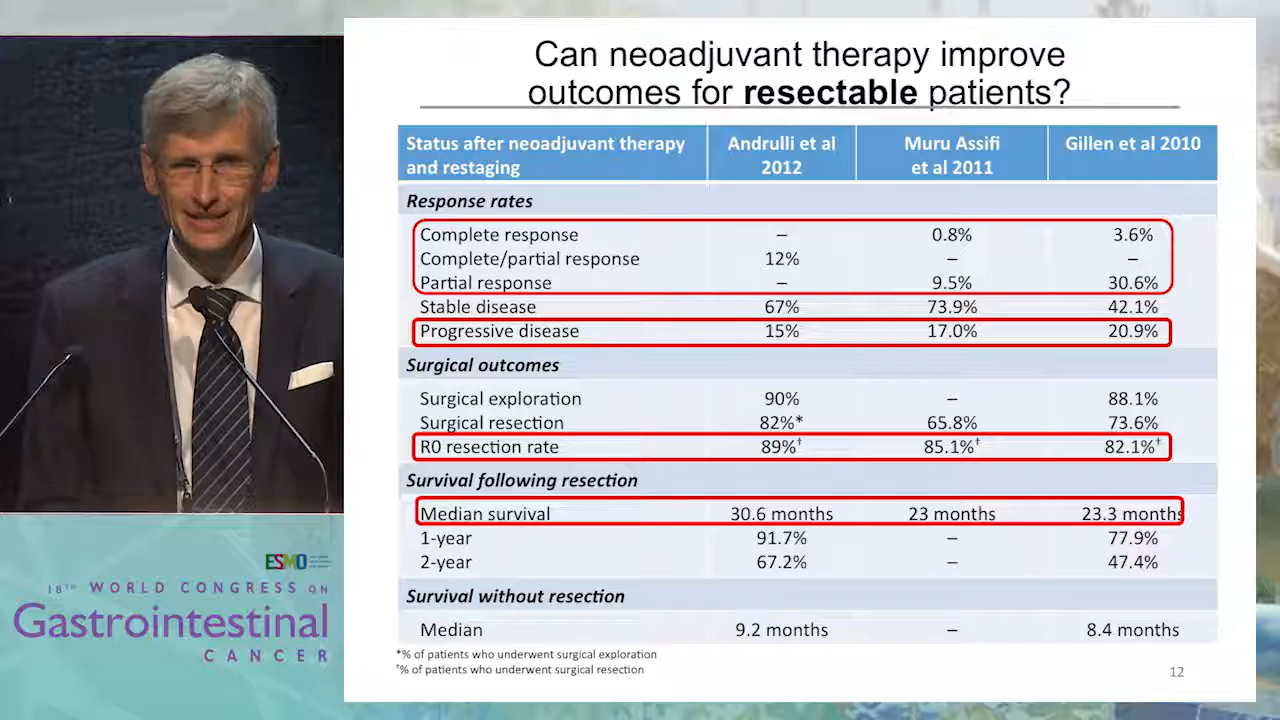 Can neoadjuvant therapy improve
outcomes for resectable patients?
Status after neoadjuvant therapy and restaging Andrulli et al 2012 Muru Assifi et al 2011 Gillen et al 2010
Response rates
Complete response – 0.8% 3.6%
Complete/partial response 12% – –
Partial response – 9.5% 30.6%
Stable disease 67% 73.9% 42.1%
Progressive disease 15% 17.0% 20.9%
Surgical outcomes
Surgical exploration 90% – 88.1%
Surgical resection 82%* 65.8% 73.6%
R0 resection rate 89%† 85.1%† 82.1%†
Survival following resection
Median survival 30.6 months 23 months 23.3 months
1-year 91.7% – 77.9%
2-year 67.2% – 47.4%
Survival without resection
Median 9.2 months – 8.4 months
*% of patients who underwent surgical exploration
†% of patients who underwent surgical resection
12
ESMO
18TH WORLD CONGRESS ON
Gastrointestinal
CANCER